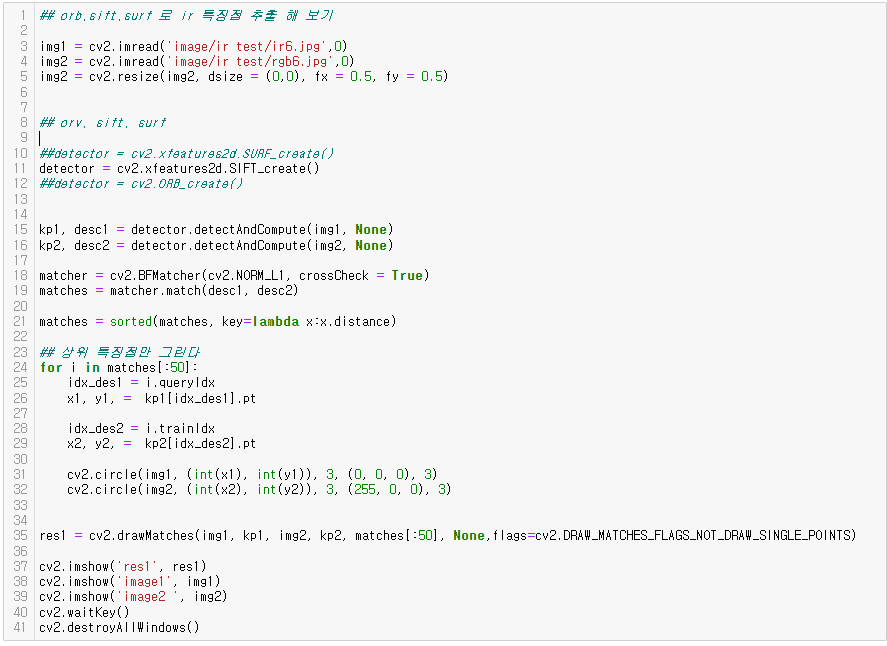 1 ## orb,sift,surf 로 ir 특징점 추출 해 보기
2
3 img1 = cv2.imread('image/ir test/ir6.jpg',0)
4 img2 = cv2.imread('image/ir test/rgb6.jpg',0)
5 img2 = cv2.resize(img2, dsize = (0,0), fx = 0.5, fy = 0.5)
6
7
8 ## orv, sift, surf
9
10 ##detector = cv2.xfeatures2d.SURF_create()
11 detector = cv2.xfeatures2d.SIFT_create()
12 ##detector = cv2.ORB_create()
13
14
15 kp1, desc1 = detector.detectAndCompute(img1, None)
16 kp2, desc2 = detector.detectAndCompute(img2, None)
17
18 matcher = cv2.BFMatcher(cv2.NORM_L1, crossCheck = True)
19 matches = matcher.match(desc1, desc2)
20
21 matches = sorted(matches, key=lambda x:x.distance)
22
23 ## 상위 특징점만 그린다
24 for i in matches[:50]:
25 idx_des1 = i.queryIdx
26 x1, y1, = kp1[idx_des1].pt
27
28 idx_des2 = i.trainIdx
29 x2, y2, = kp2[idx_des2].pt
30
31 cv2.circle(img1, (int(x1), int(y1)), 3, (0, 0, 0), 3)
32 cv2.circle(img2, (int(x2), int(y2)), 3, (255, 0, 0), 3)
33
34
35 res1 = cv2.drawMatches(img1, kp1, img2, kp2, matches[:50], None,flags=cv2.DRAW_MATCHES_FLAGS_NOT_DRAW_SINGLE_POINTS)
36
37 cv2.imshow('res1', res1)
38 cv2.imshow('image1', img1)
39 cv2.imshow('image2 ', img2)
40 cv2.waitKey()
41 cv2.destroyAllWindows()